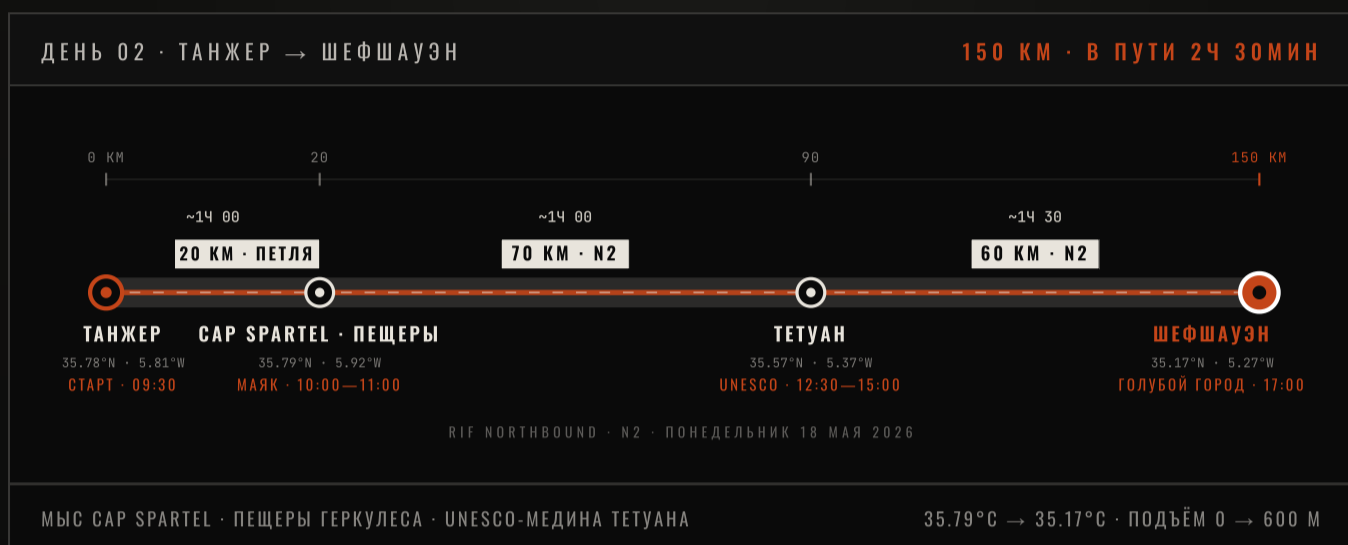 ДЕНЬ 02 · ТАНЖЕР → ШЕФШАУЭН
150 КМ · В ПУТИ 2Ч 30МИН
0 КМ 20 90 150 КМ
~1Ч 00 ~1Ч 00 ~1Ч 30
20 КМ · ПЕТЛЯ 70 КМ · N2 60 КМ · N2
ТАНЖЕР CAP SPARTEL · ПЕЩЕРЫ ТЕТУАН ШЕФШАУЭН
35.78°N · 5.81°W 35.79°N · 5.92°W 35.57°N · 5.37°W 35.17°N · 5.27°W
СТАРТ · 09:30 МАЯК · 10:00—11:00 UNESCO · 12:30—15:00 ГОЛУБОЙ ГОРОД · 17:00
RIF NORTHBOUND · N2 · ПОНЕДЕЛЬНИК 18 МАЯ 2026
МЫС CAP SPARTEL · ПЕЩЕРЫ ГЕРКУЛЕСА · UNESCO-МЕДИНА ТЕТУАНА
35.79°С → 35.17°С · ПОДЪЁМ 0 → 600 М